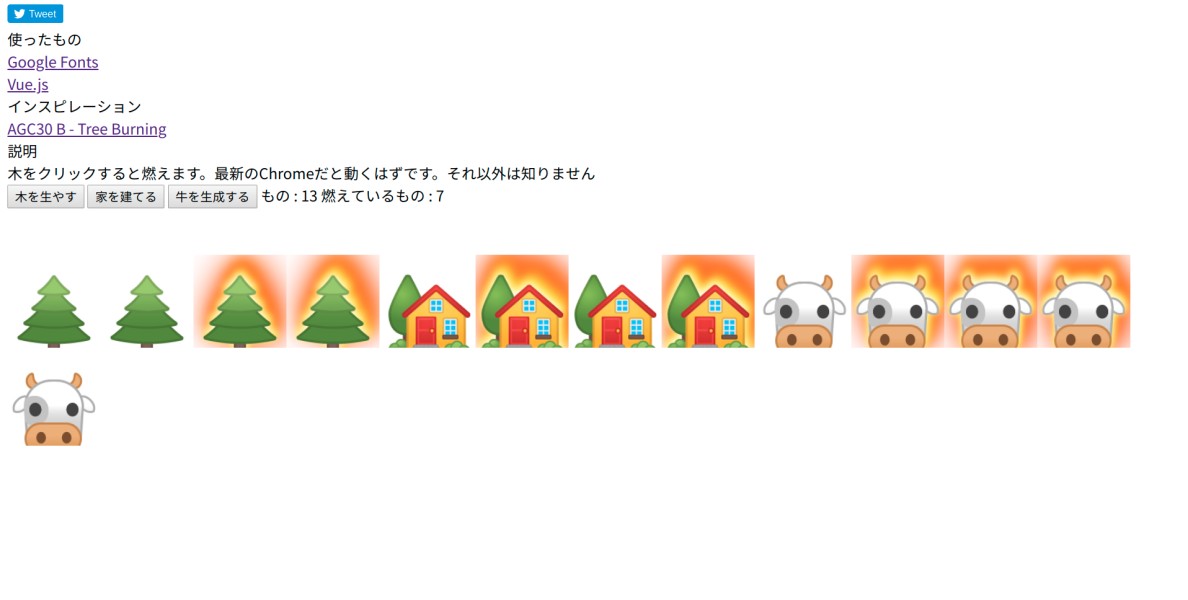 Tweet
使ったもの
Google Fonts
Vue.js
インスピレーション
AGC30 B - Tree Burning
説明
木をクリックすると燃えます。最新のChromeだと動くはずです。それ以外は知りません
木を生やす 家を建てる 牛を生成する もの : 13 燃えているもの : 7